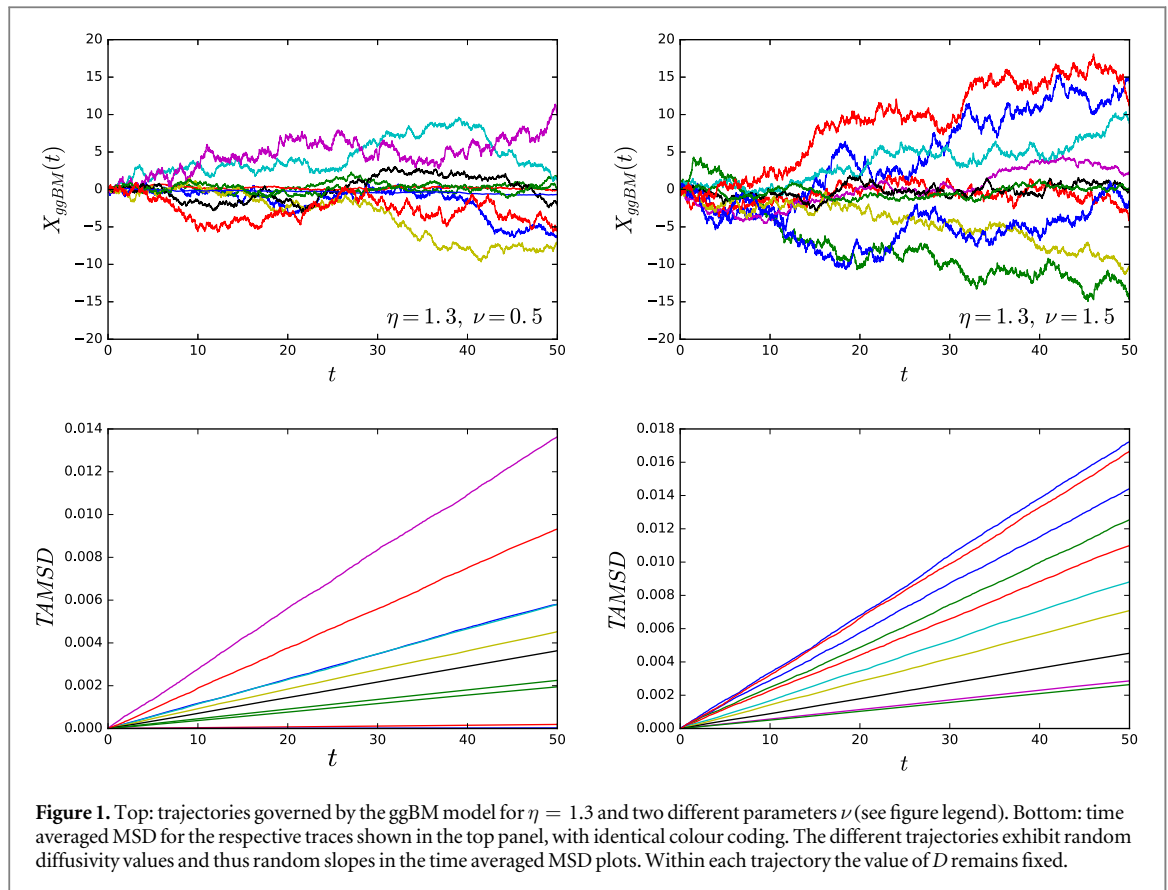 20
15
10
5
0
−5
−10
−15
−20
X_ggBM(t)
η=1.3, ν=0.5
0 10 20 30 40 50
t
20
15
10
5
0
−5
−10
−15
−20
X_ggBM(t)
η=1.3, ν=1.5
0 10 20 30 40 50
t
0.014
0.012
0.010
0.008
0.006
0.004
0.002
0.000
TAMSD
0 10 20 30 40 50
t
0.018
0.016
0.014
0.012
0.010
0.008
0.006
0.004
0.002
0.000
TAMSD
0 10 20 30 40 50
t
Figure 1. Top: trajectories governed by the ggBM model for η = 1.3 and two different parameters ν (see figure legend). Bottom: time
averaged MSD for the respective traces shown in the top panel, with identical colour coding. The different trajectories exhibit random
diffusivity values and thus random slopes in the time averaged MSD plots. Within each trajectory the value of D remains fixed.